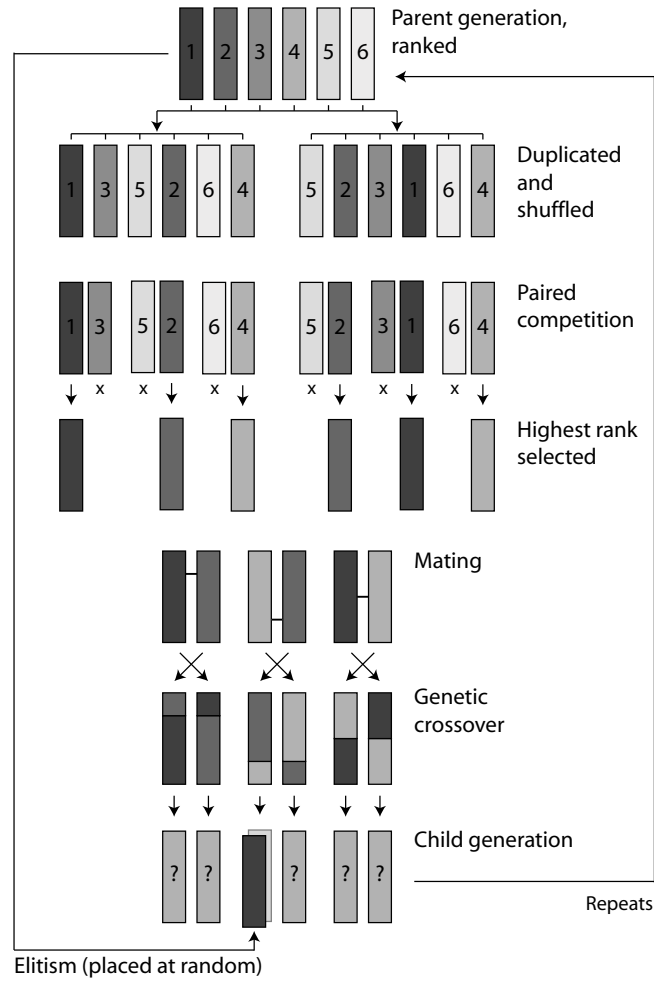 Parent generation,
ranked
1 2 3 4 5 6
Duplicated
and
shuffled
1 3 5 2 6 4 5 2 3 1 6 4
Paired
competition
1 3 5 2 6 4 5 2 3 1 6 4
x x x x x x
Highest rank
selected
Mating
Genetic
crossover
Child generation
? ? ? ? ?
Repeats
Elitism (placed at random)